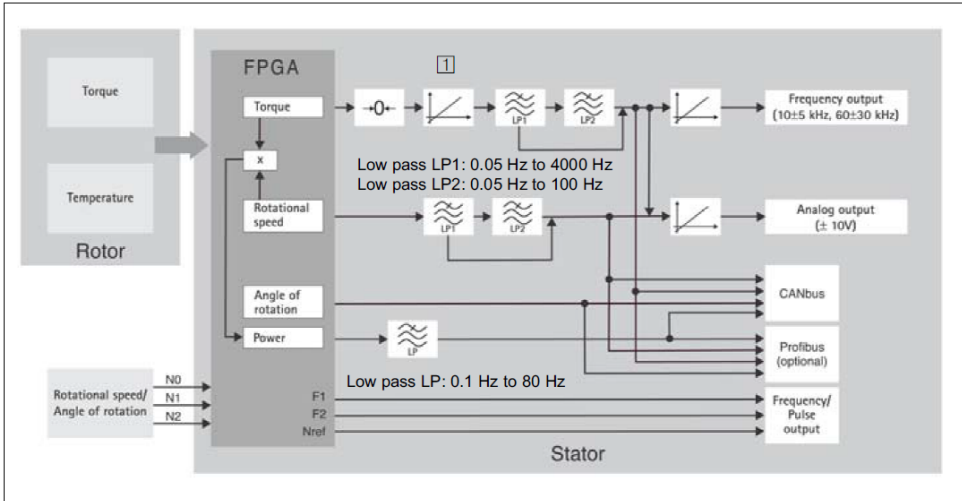 FPGA
1
Torque
Temperature
Rotor
Torque
→0←
LP1
LP2
Frequency output
(10±5 kHz, 60±30 kHz)
x
Low pass LP1: 0.05 Hz to 4000 Hz
Low pass LP2: 0.05 Hz to 100 Hz
Rotational
speed
LP1
LP2
Analog output
(± 10V)
Angle of
rotation
CANbus
Power
LP
Profibus
(optional)
Low pass LP: 0.1 Hz to 80 Hz
Rotational speed/
Angle of rotation
N0
N1
N2
F1
F2
Nref
Frequency/
Pulse
output
Stator